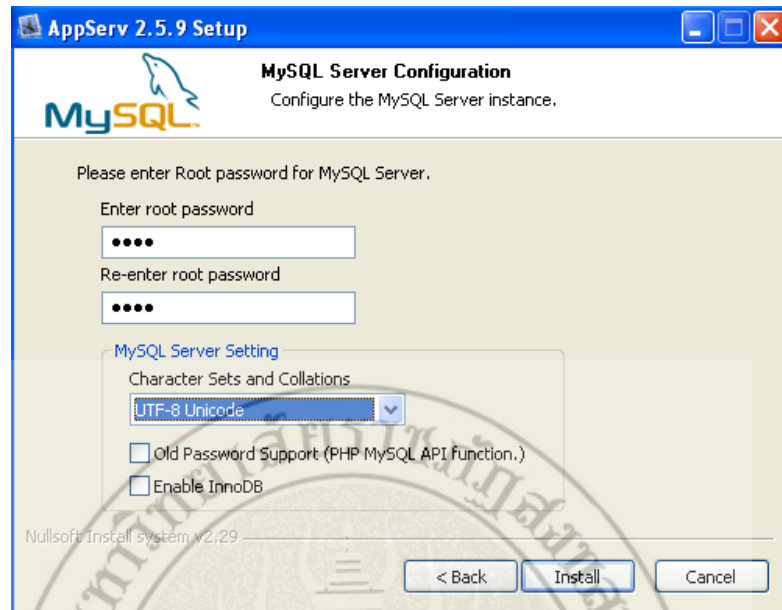 AppServ 2.5.9 Setup
MySQL
MySQL Server Configuration
Configure the MySQL Server instance.
Please enter Root password for MySQL Server.
Enter root password
••••
Re-enter root password
••••
MySQL Server Setting
Character Sets and Collations
UTF-8 Unicode
Old Password Support (PHP MySQL API function.)
Enable InnoDB
Nullsoft Install system v2.29
< Back
Install
Cancel